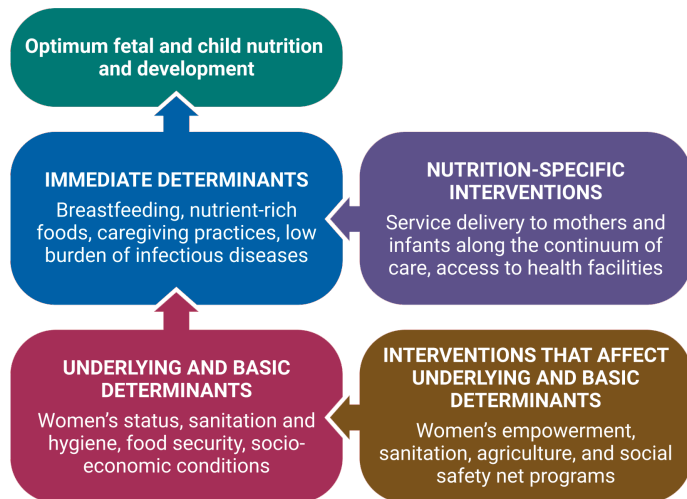 Optimum fetal and child nutrition
and development
IMMEDIATE DETERMINANTS
Breastfeeding, nutrient-rich
foods, caregiving practices, low
burden of infectious diseases
NUTRITION-SPECIFIC
INTERVENTIONS
Service delivery to mothers and
infants along the continuum of
care, access to health facilities
UNDERLYING AND BASIC
DETERMINANTS
Women’s status, sanitation and
hygiene, food security, socio-
economic conditions
INTERVENTIONS THAT AFFECT
UNDERLYING AND BASIC
DETERMINANTS
Women’s empowerment,
sanitation, agriculture, and social
safety net programs